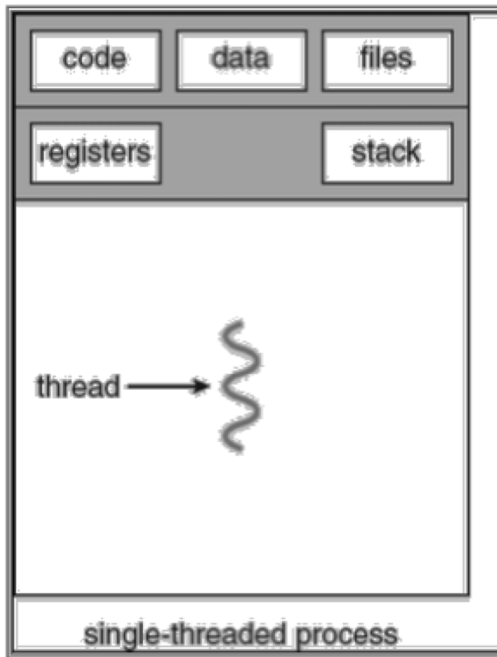 code data files
registers stack
thread
single-threaded process